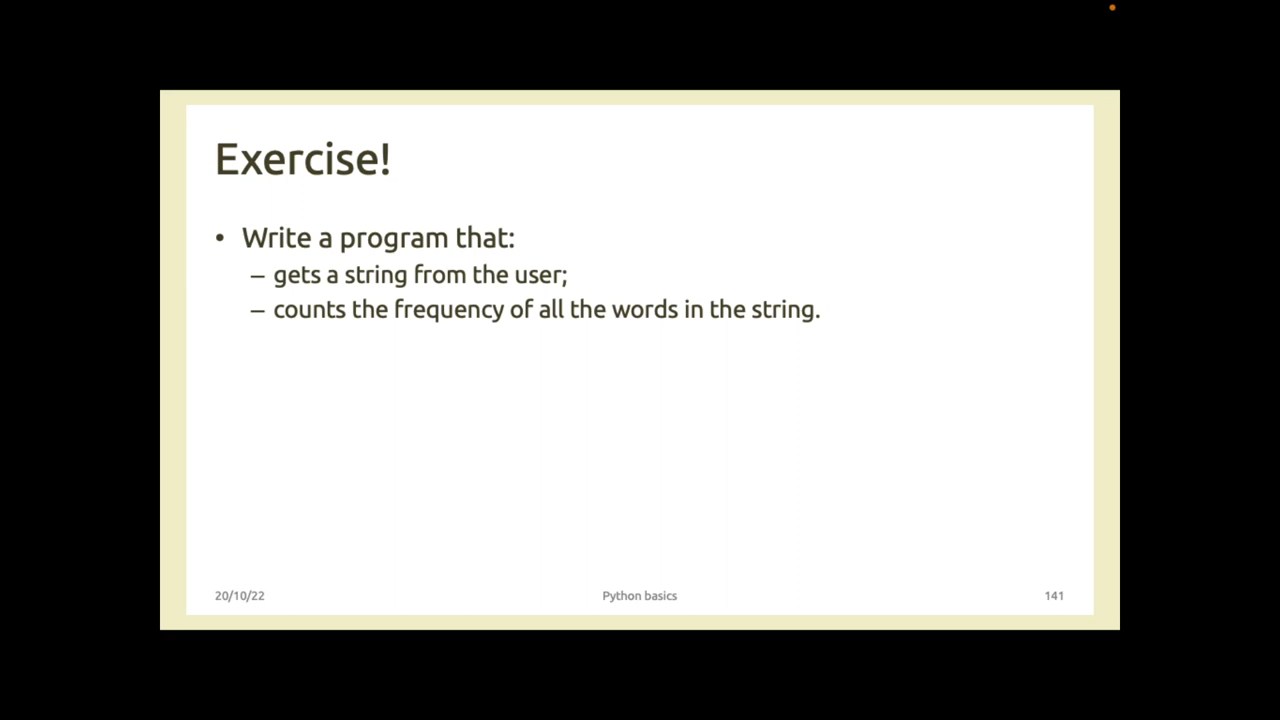 Exercise!
• Write a program that:
– gets a string from the user;
– counts the frequency of all the words in the string.
20/10/22 Python basics 141